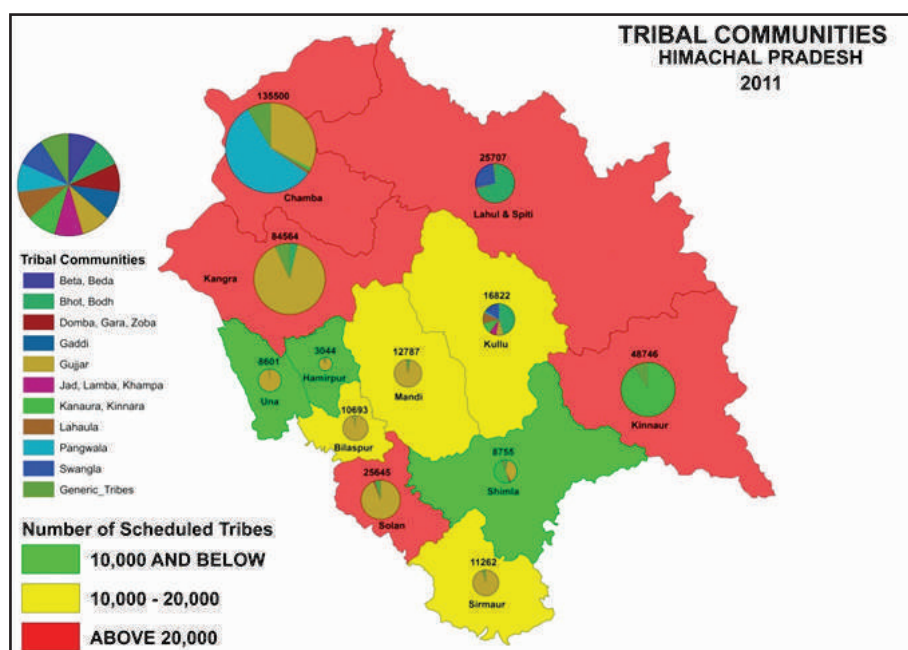 TRIBAL COMMUNITIES
HIMACHAL PRADESH
2011
135500
Chamba
25707
Lahul & Spiti
84564
Kangra
16822
Kullu
48746
Kinnaur
8601
Una
3044
Hamirpur
12787
Mandi
10693
Bilaspur
8755
Shimla
25645
Solan
11262
Sirmaur
Tribal Communities
Beta, Beda
Bhot, Bodh
Domba, Gara, Zoba
Gaddi
Gujjar
Jad, Lamba, Khampa
Kanaura, Kinnara
Lahaula
Pangwala
Swangla
Generic_Tribes
Number of Scheduled Tribes
10,000 AND BELOW
10,000 - 20,000
ABOVE 20,000